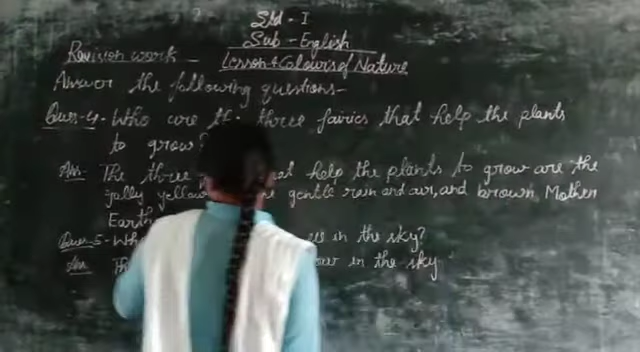 Std - I
Sub - English
Revision work - Lesson 4 Colours of Nature
Answer the following questions-
Ques-4- Who are the three fairies that help the plants
to grow
Ans. The three help the plants to grow are the
jolly yellow gentle rain and air, and brown Mother
Earth
Ques-5- in the sky?
Ans in the sky